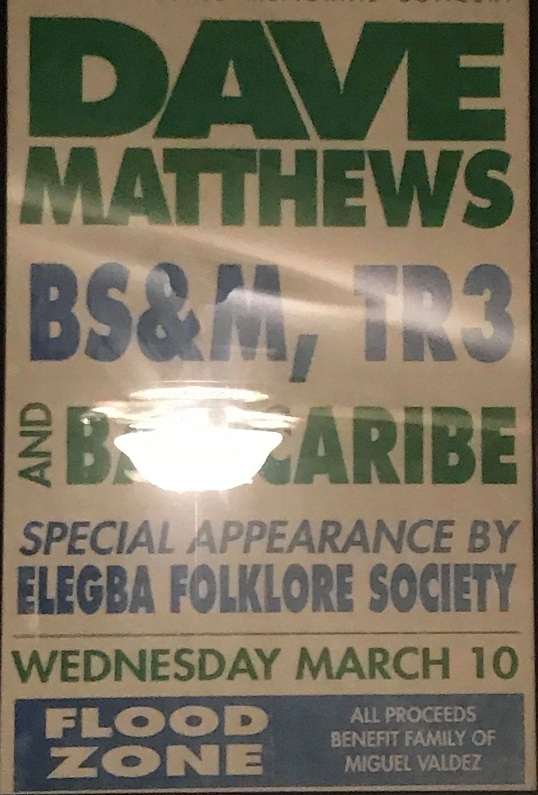 DAVE
MATTHEWS
BS&M, TR3
AND
CARIBE
SPECIAL APPEARANCE BY
ELEGBA FOLKLORE SOCIETY
WEDNESDAY MARCH 10
FLOOD
ZONE
ALL PROCEEDS
BENEFIT FAMILY OF
MIGUEL VALDEZ